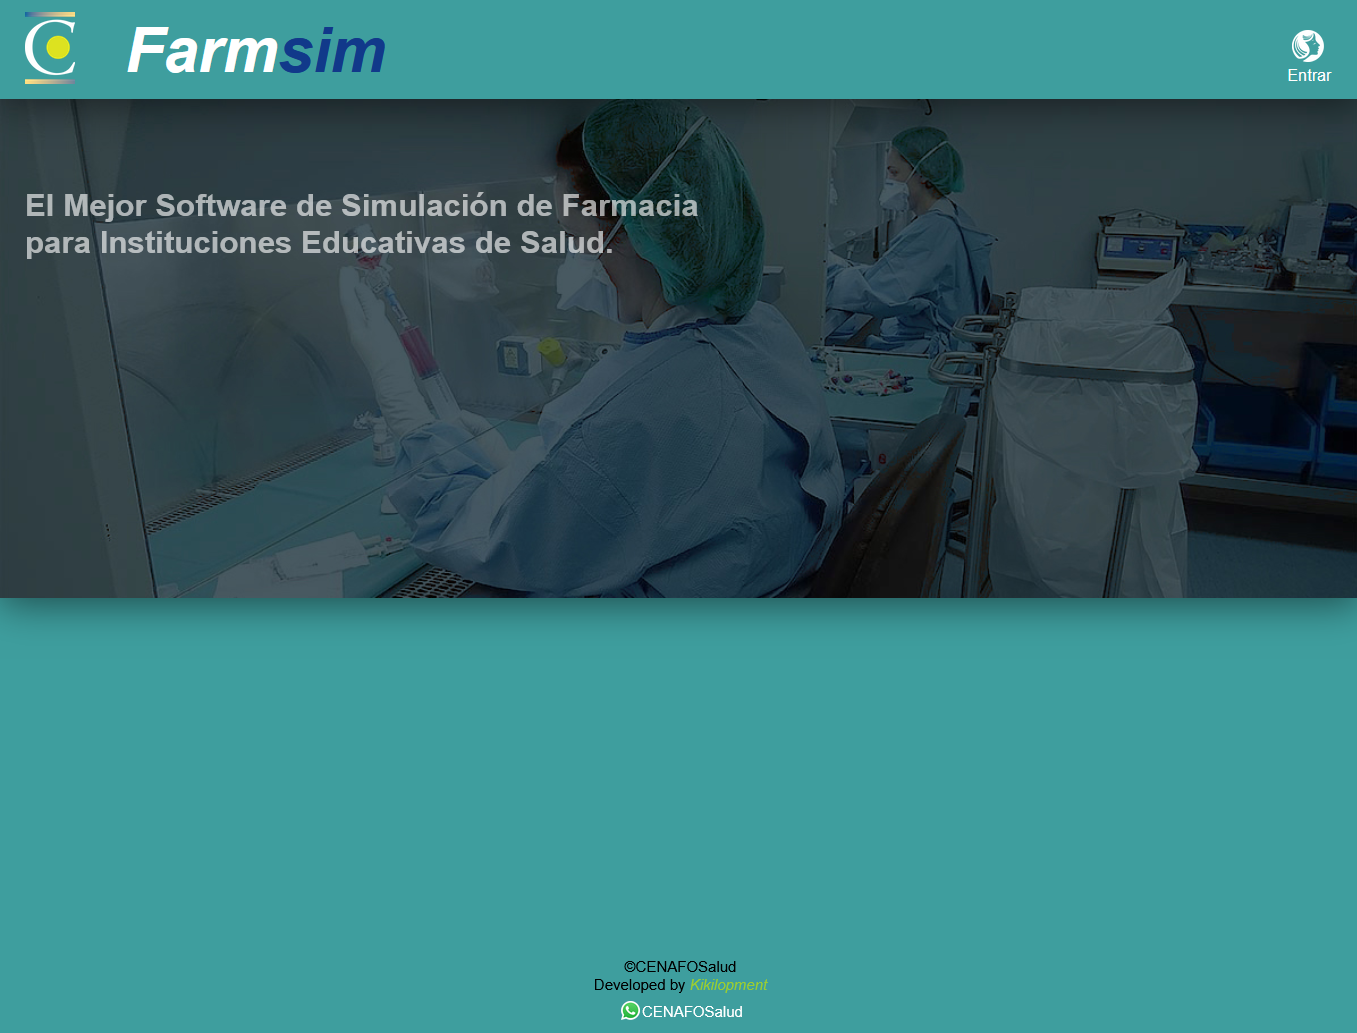 Farmsim
Entrar
El Mejor Software de Simulación de Farmacia
para Instituciones Educativas de Salud.
©CENAFOSalud
Developed by Kikilopment
CENAFOSalud